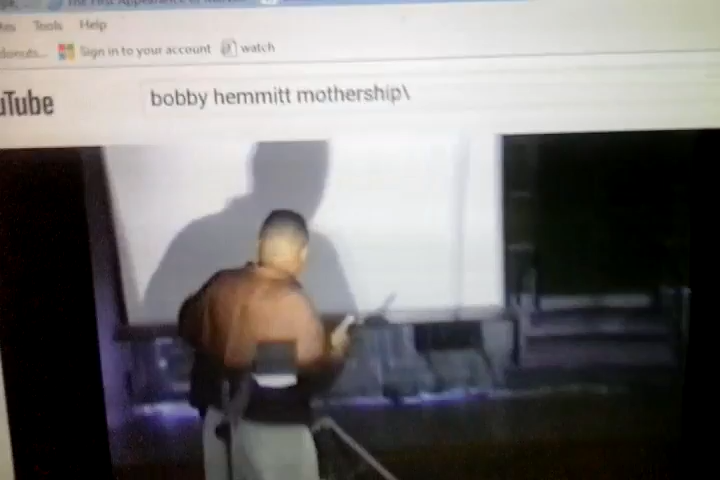 Tools Help
Sign in to your account watch
uTube bobby hemmitt mothership\